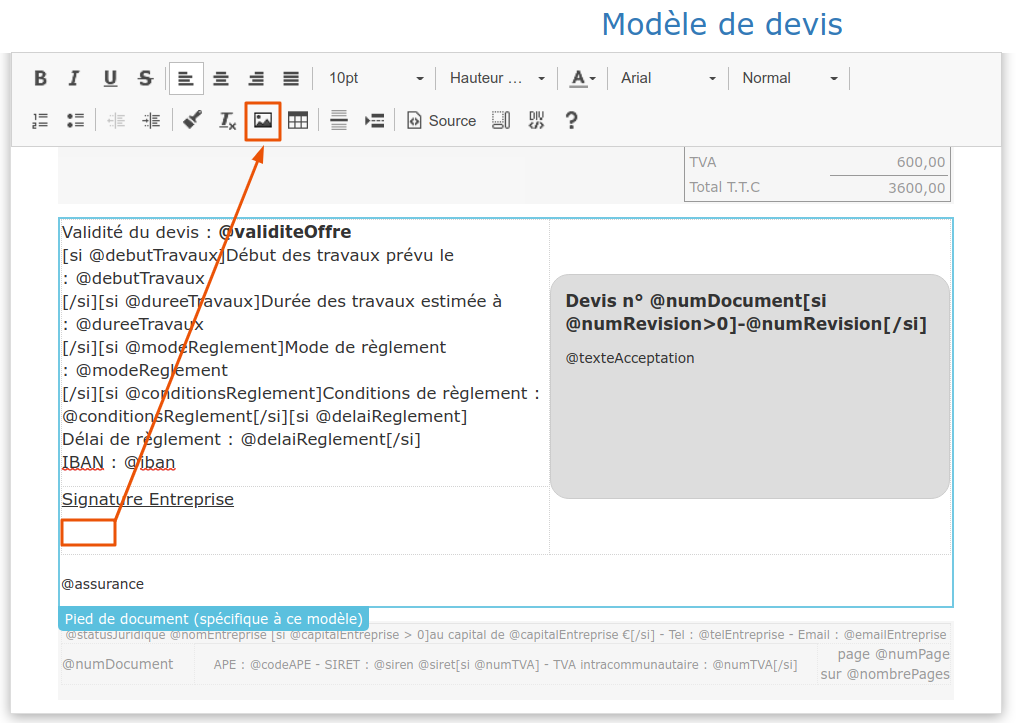 Modèle de devis
B I U S 10pt Hauteur ... A Arial Normal
Source DIV ?
TVA 600,00
Total T.T.C 3600,00
Validité du devis : @validiteOffre
[si @debutTravaux]Début des travaux prévu le
: @debutTravaux
[/si][si @dureeTravaux]Durée des travaux estimée à
: @dureeTravaux
[/si][si @modeReglement]Mode de règlement
: @modeReglement
[/si][si @conditionsReglement]Conditions de règlement :
@conditionsReglement[/si][si @delaiReglement]
Délai de règlement : @delaiReglement[/si]
IBAN : @iban
Signature Entreprise
Devis n° @numDocument[si
@numRevision>0]-@numRevision[/si]
@texteAcceptation
@assurance
Pied de document (spécifique à ce modèle)
@statusJuridique @nomEntreprise [si @capitalEntreprise > 0]au capital de @capitalEntreprise €[/si] - Tel : @telEntreprise - Email : @emailEntreprise
@numDocument
APE : @codeAPE - SIRET : @siren @siret[si @numTVA] - TVA intracommunautaire : @numTVA[/si]
page @numPage
sur @nombrePages